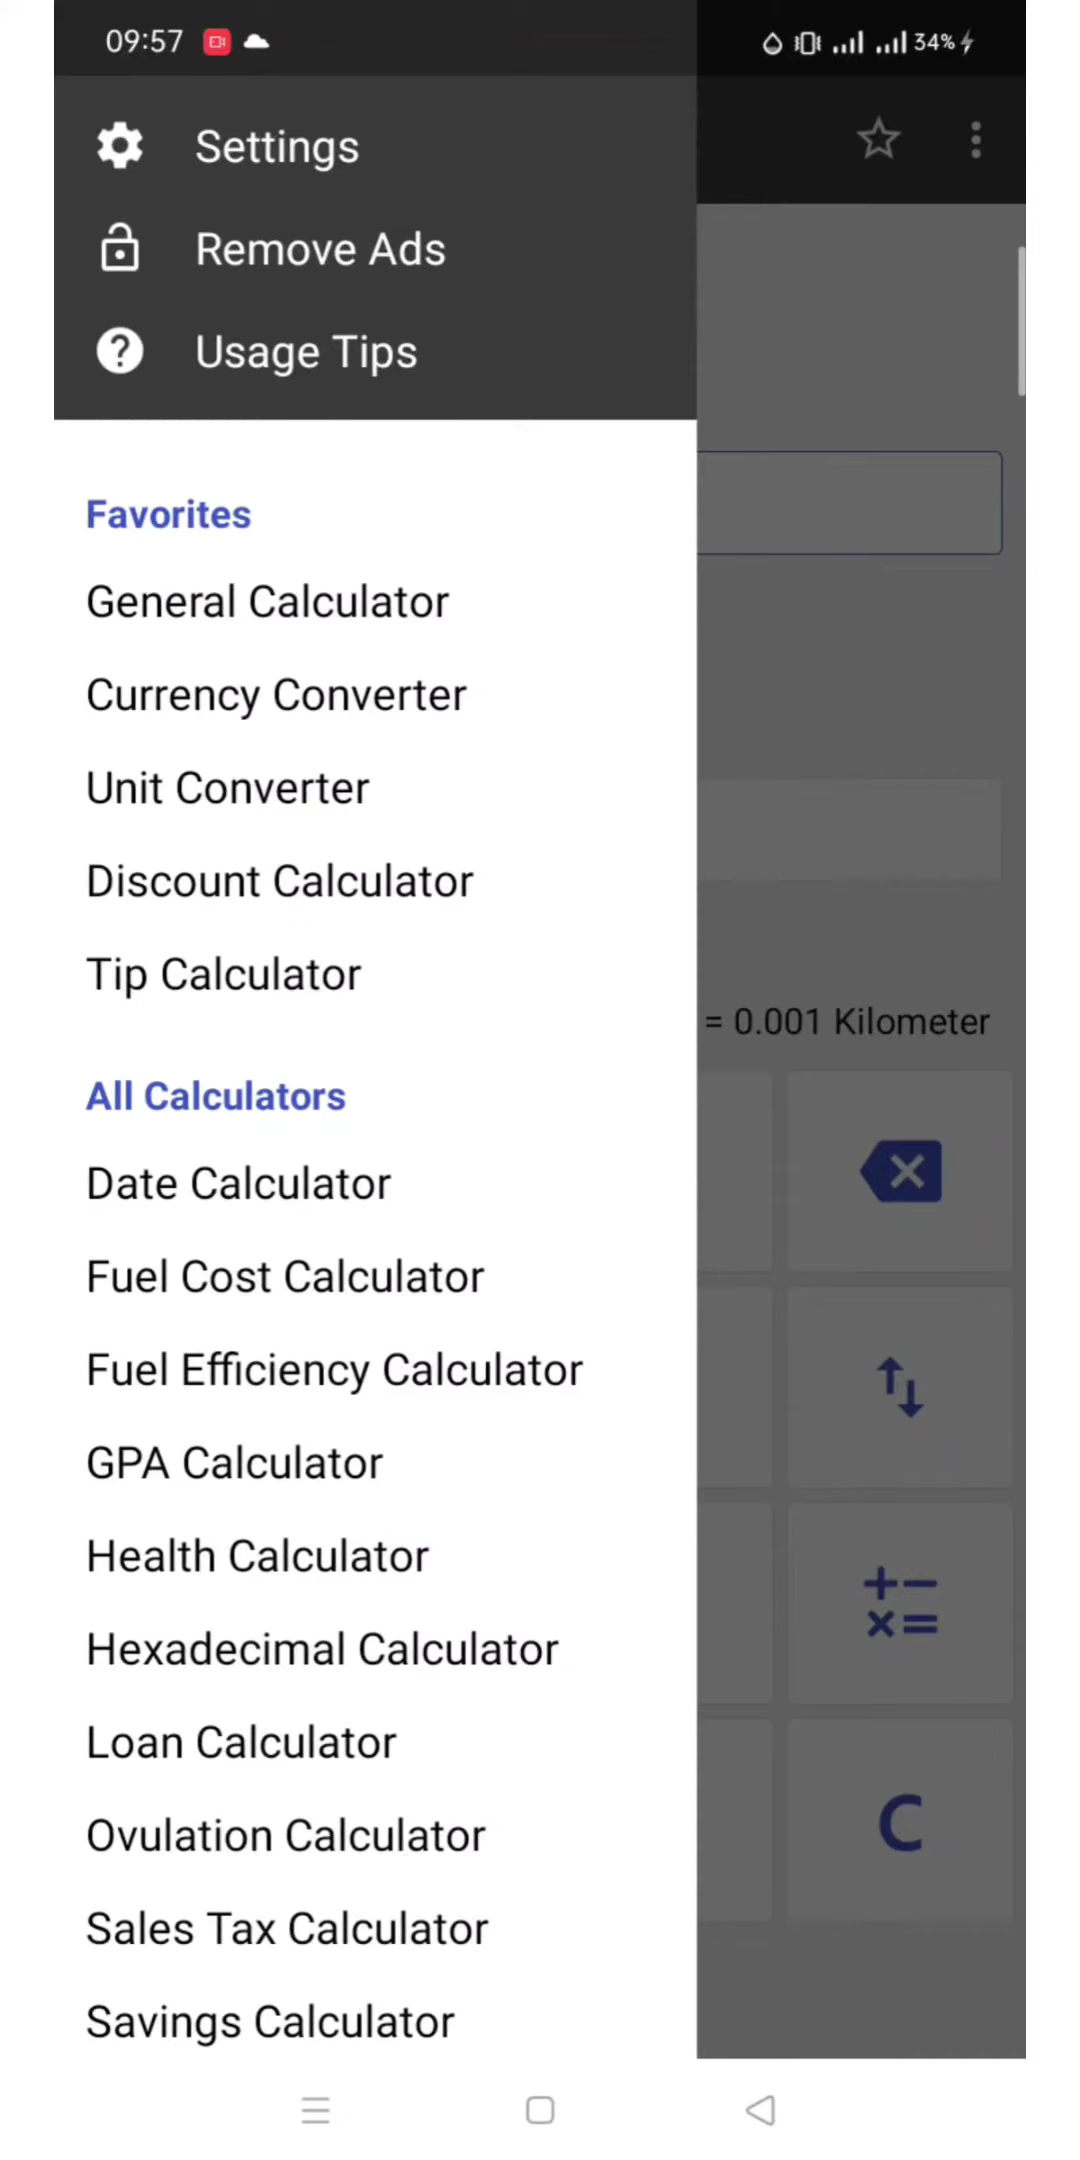 09:57 34%
Settings
Remove Ads
Usage Tips
Favorites
General Calculator
Currency Converter
Unit Converter
Discount Calculator
Tip Calculator
= 0.001 Kilometer
All Calculators
Date Calculator
Fuel Cost Calculator
Fuel Efficiency Calculator
GPA Calculator
Health Calculator
Hexadecimal Calculator
+−
×=
Loan Calculator
C
Ovulation Calculator
Sales Tax Calculator
Savings Calculator